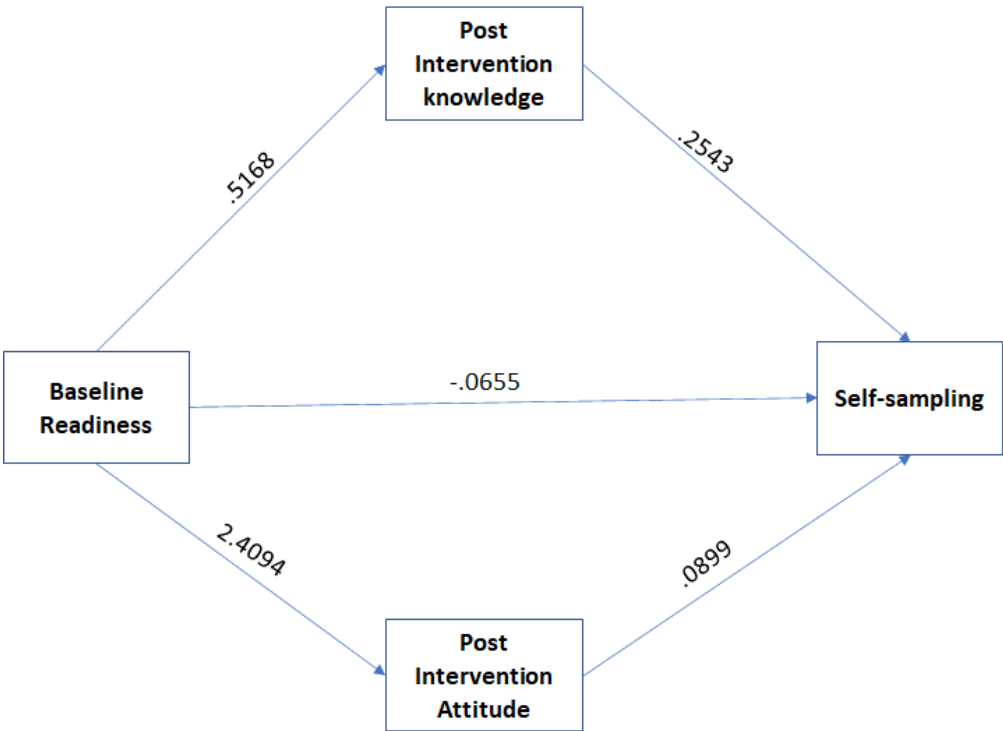 Post
Intervention
knowledge
.5168
.2543
Baseline
Readiness
-.0655
Self-sampling
2.4094
.0899
Post
Intervention
Attitude